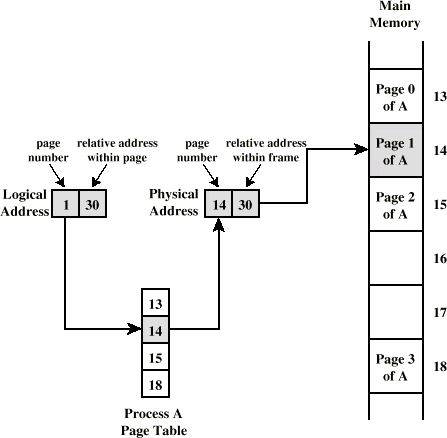 Main
Memory
Page 0
of A
13
page
number
relative address
within page
page
number
relative address
within frame
Page 1
of A
14
Logical
Address
1 30
Physical
Address
14 30
Page 2
of A
15
16
13
14
15
18
17
Page 3
of A
18
Process A
Page Table